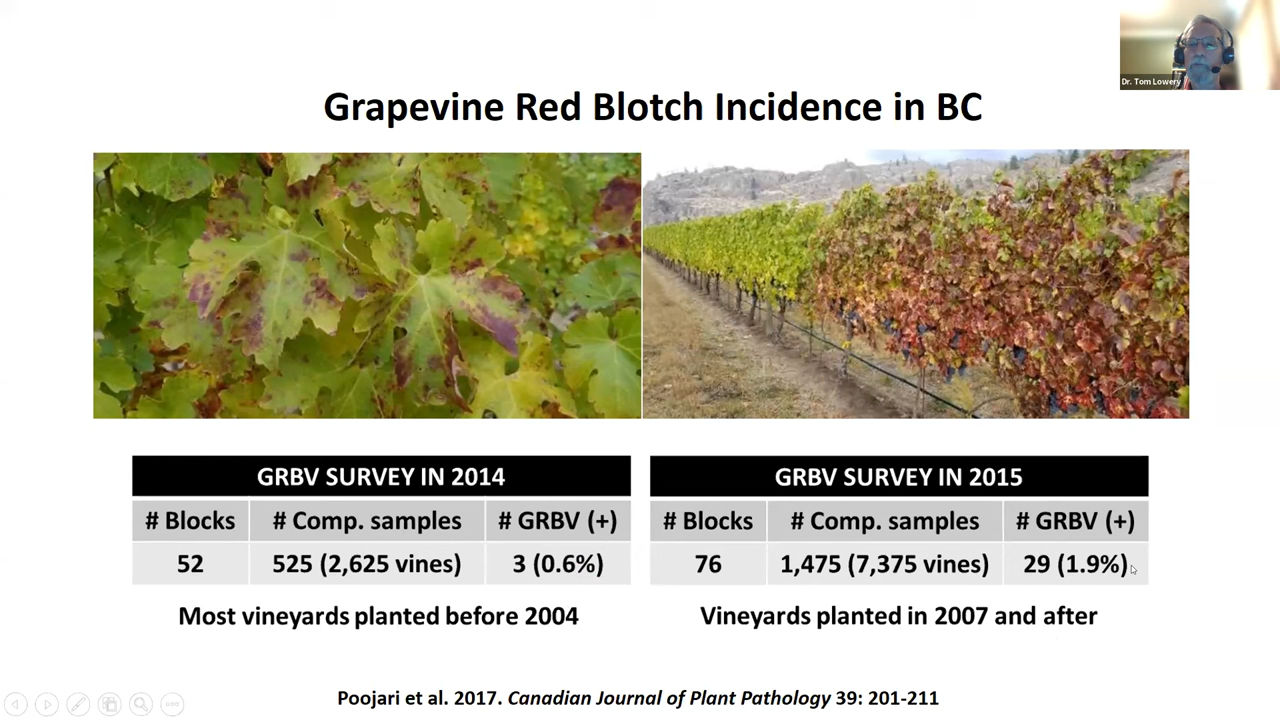 Dr. Tom Lowery
Grapevine Red Blotch Incidence in BC
GRBV SURVEY IN 2014
# Blocks # Comp. samples # GRBV (+)
52 525 (2,625 vines) 3 (0.6%)
Most vineyards planted before 2004
GRBV SURVEY IN 2015
# Blocks # Comp. samples # GRBV (+)
76 1,475 (7,375 vines) 29 (1.9%)
Vineyards planted in 2007 and after
Poojari et al. 2017. Canadian Journal of Plant Pathology 39: 201-211